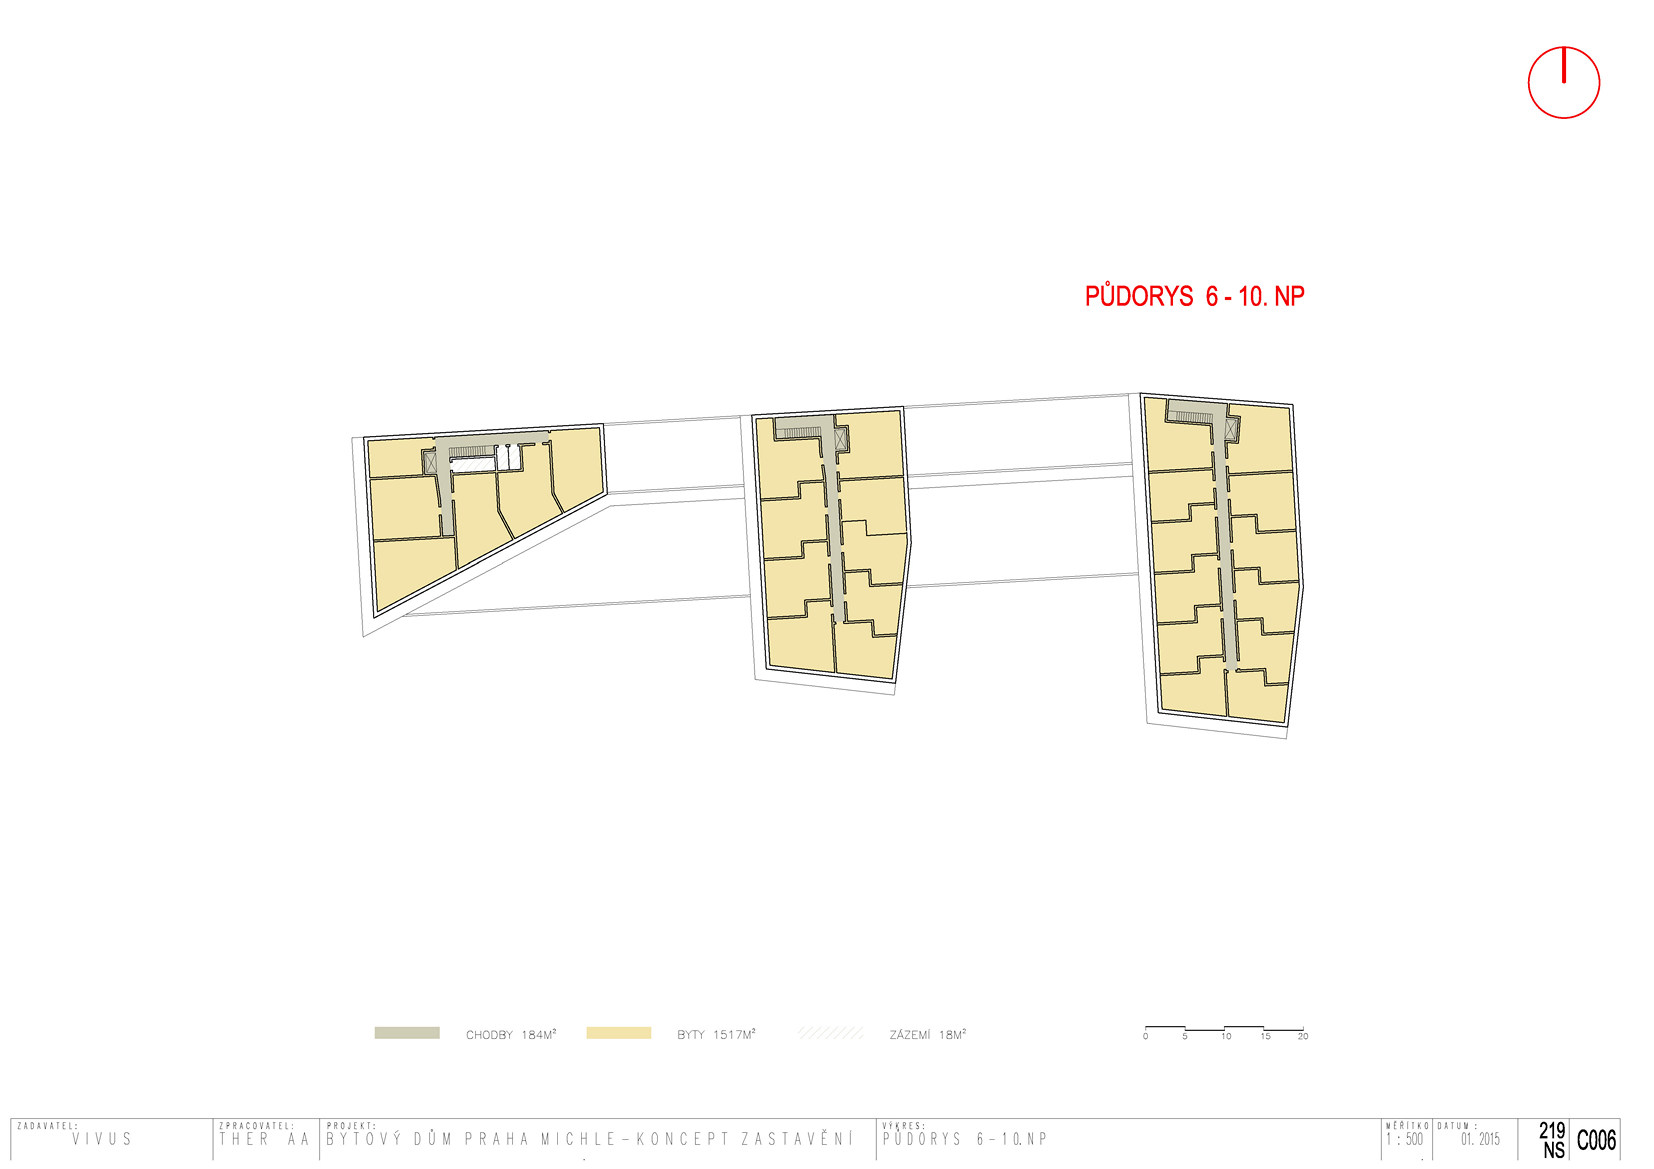 PŮDORYS 6 - 10. NP
CHODBY 184M² BYTY 1517M² ZÁZEMÍ 18M²
0 5 10 15 20
ZADAVATEL: ZPRACOVATEL: PROJEKT: VÝKRES: MĚŘÍTKO DATUM:
VIVUS THER AA BYTOVÝ DŮM PRAHA MICHLE-KONCEPT ZASTAVĚNÍ PŮDORYS 6-10.NP 1 : 500 01. 2015
219 NS C006